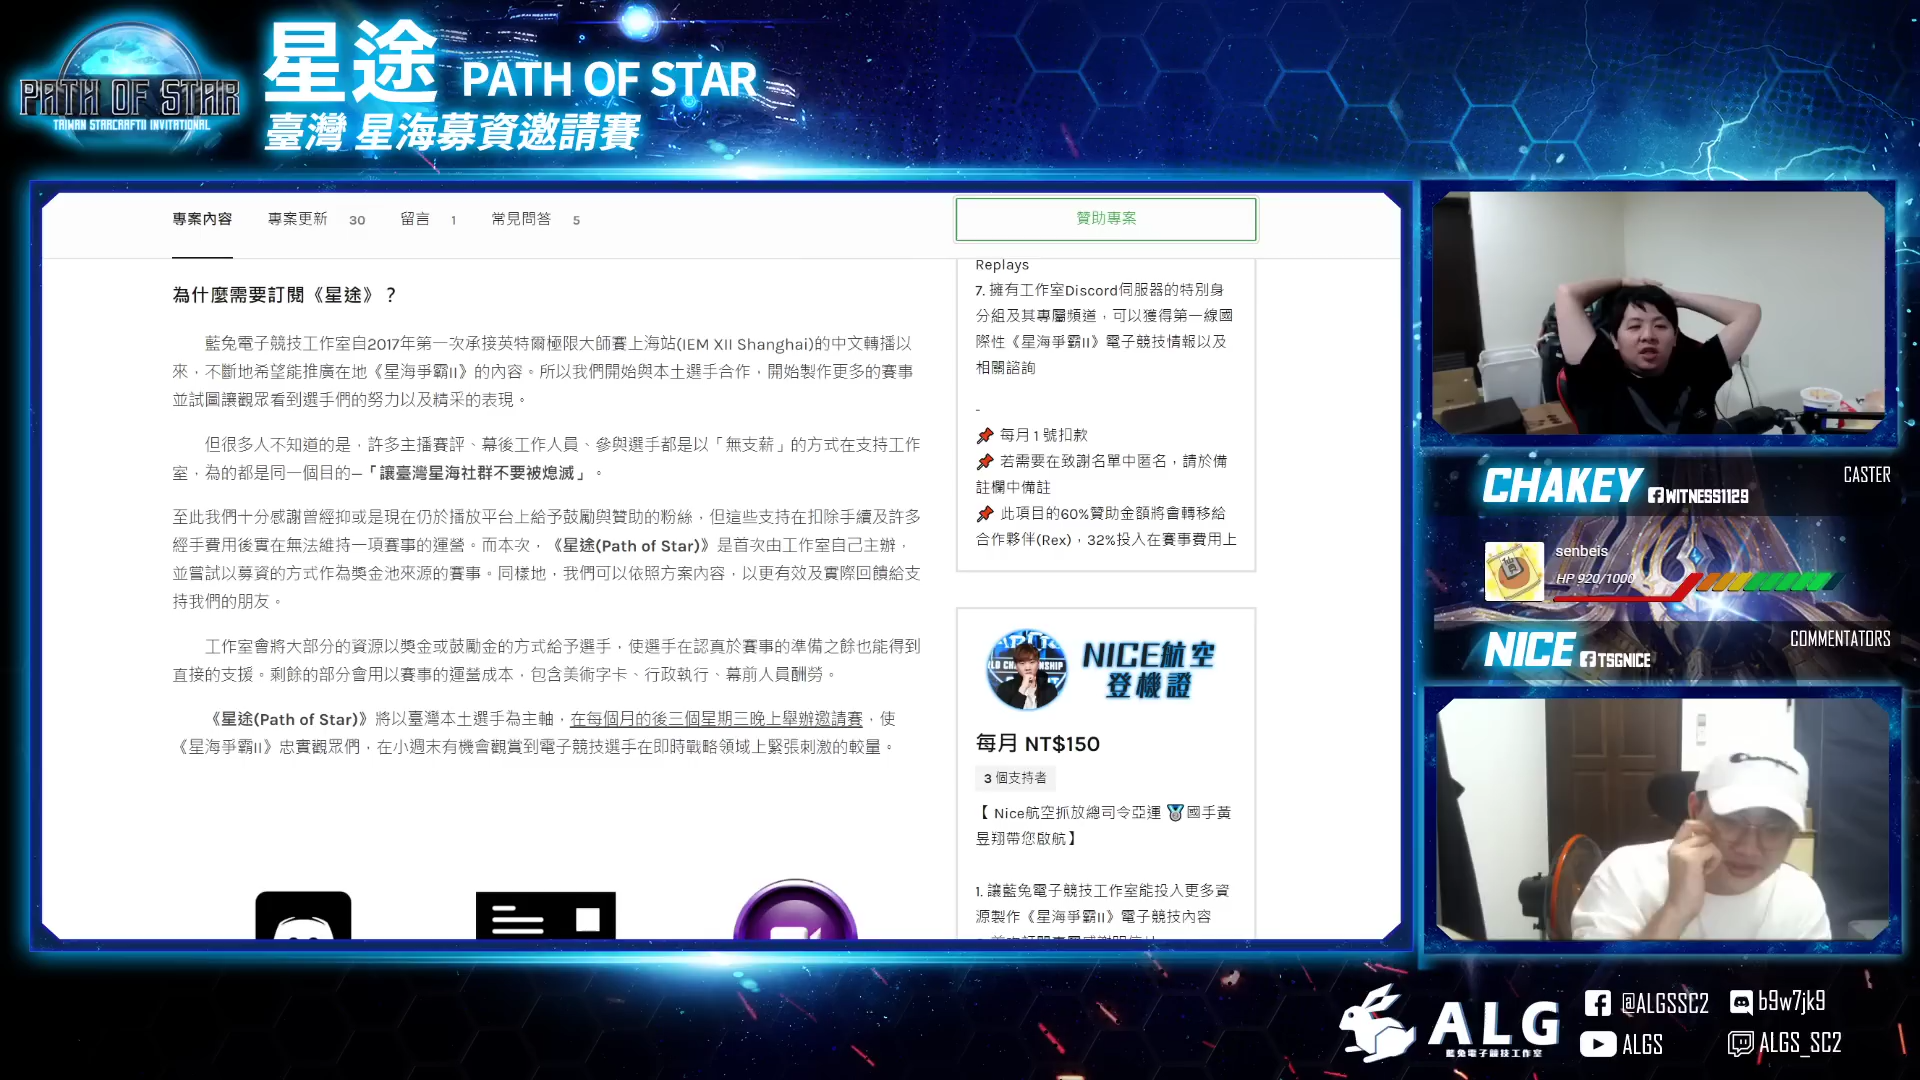 PATH OF STAR
TAIWAN STARCRAFTII INVITATIONAL
星途 PATH OF STAR
臺灣 星海募資邀請賽
專案內容 專案更新 30 留言 1 常見問答 5
贊助專案
為什麼需要訂閱《星途》？
藍兔電子競技工作室自2017年第一次承接英特爾極限大師賽上海站(IEM XII Shanghai)的中文轉播以
來，不斷地希望能推廣在地《星海爭霸II》的內容。所以我們開始與本土選手合作，開始製作更多的賽事
並試圖讓觀眾看到選手們的努力以及精采的表現。
但很多人不知道的是，許多主播賽評、幕後工作人員、參與選手都是以「無支薪」的方式在支持工作
室，為的都是同一個目的—「讓臺灣星海社群不要被熄滅」。
至此我們十分感謝曾經抑或是現在仍於播放平台上給予鼓勵與贊助的粉絲，但這些支持在扣除手續及許多
經手費用後實在無法維持一項賽事的運營。而本次，《星途(Path of Star)》是首次由工作室自己主辦，
並嘗試以募資的方式作為獎金池來源的賽事。同樣地，我們可以依照方案內容，以更有效及實際回饋給支
持我們的朋友。
工作室會將大部分的資源以獎金或鼓勵金的方式給予選手，使選手在認真於賽事的準備之餘也能得到
直接的支援。剩餘的部分會用以賽事的運營成本，包含美術字卡、行政執行、幕前人員酬勞。
《星途(Path of Star)》將以臺灣本土選手為主軸，在每個月的後三個星期三晚上舉辦邀請賽，使
《星海爭霸II》忠實觀眾們，在小週末有機會觀賞到電子競技選手在即時戰略領域上緊張刺激的較量。
Replays
7. 擁有工作室Discord伺服器的特別身
分組及其專屬頻道，可以獲得第一線國
際性《星海爭霸II》電子競技情報以及
相關諮詢
-
📌 每月 1 號扣款
📌 若需要在致謝名單中匿名，請於備
註欄中備註
📌 此項目的60%贊助金額將會轉移給
合作夥伴(Rex)，32%投入在賽事費用上
NICE航空
登機證
每月 NT$150
3 個支持者
【 Nice航空抓放總司令亞運 🥈國手黃
昱翔帶您啟航】
1. 讓藍兔電子競技工作室能投入更多資
源製作《星海爭霸II》電子競技內容
CHAKEY WITNESS1129
CASTER
senbeis
HP 920/1000
NICE TSGNICE
COMMENTATORS
ALG
藍兔電子競技工作室
@ALGSSC2
b9w7jk9
ALGS
ALGS_SC2